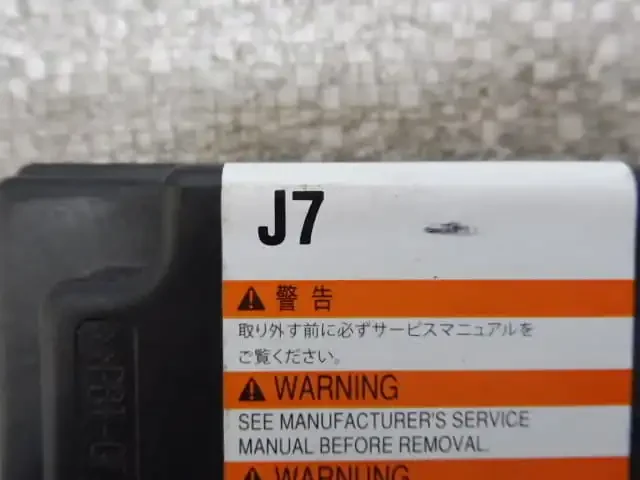 J7
警告
取り外す前に必ずサービスマニュアルを
ご覧ください。
WARNING
SEE MANUFACTURER'S SERVICE
MANUAL BEFORE REMOVAL.
WARNUNG